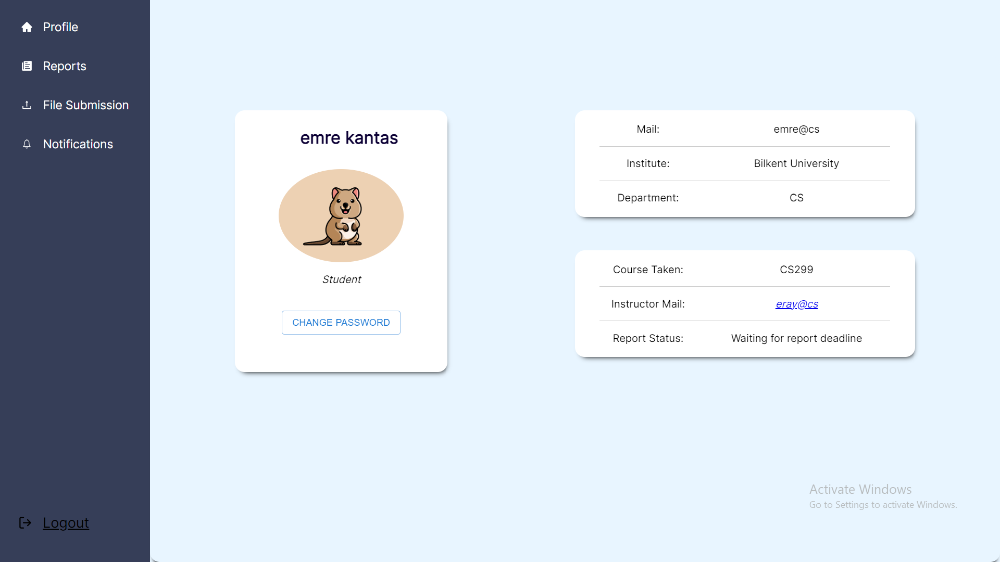 Profile
Reports
File Submission
Notifications
Logout
emre kantas
Student
CHANGE PASSWORD
Mail: emre@cs
Institute: Bilkent University
Department: CS
Course Taken: CS299
Instructor Mail: eray@cs
Report Status: Waiting for report deadline
Activate Windows
Go to Settings to activate Windows.